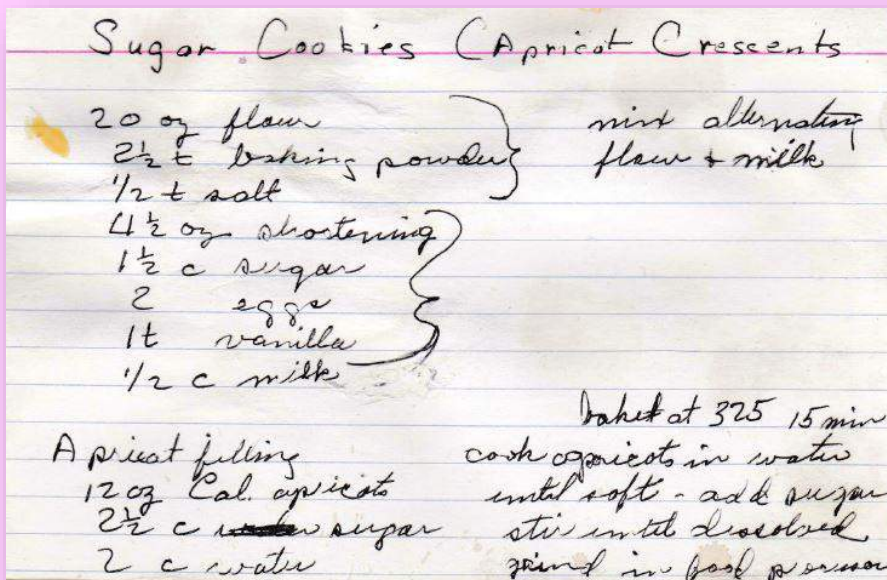 Sugar Cookies (Apricot Crescents
20 oz flour
2½ t baking powder
½ t salt
mix alternating
flour + milk
4½ oz shortening
1½ c sugar
2 eggs
1t vanilla
½ c milk
baket at 325 15 min
Apricot filling
12 oz Cal. apricots
2½ c sugar
2 c water
cook apricots in water
until soft - add sugar
stir until dissolved
grind in food